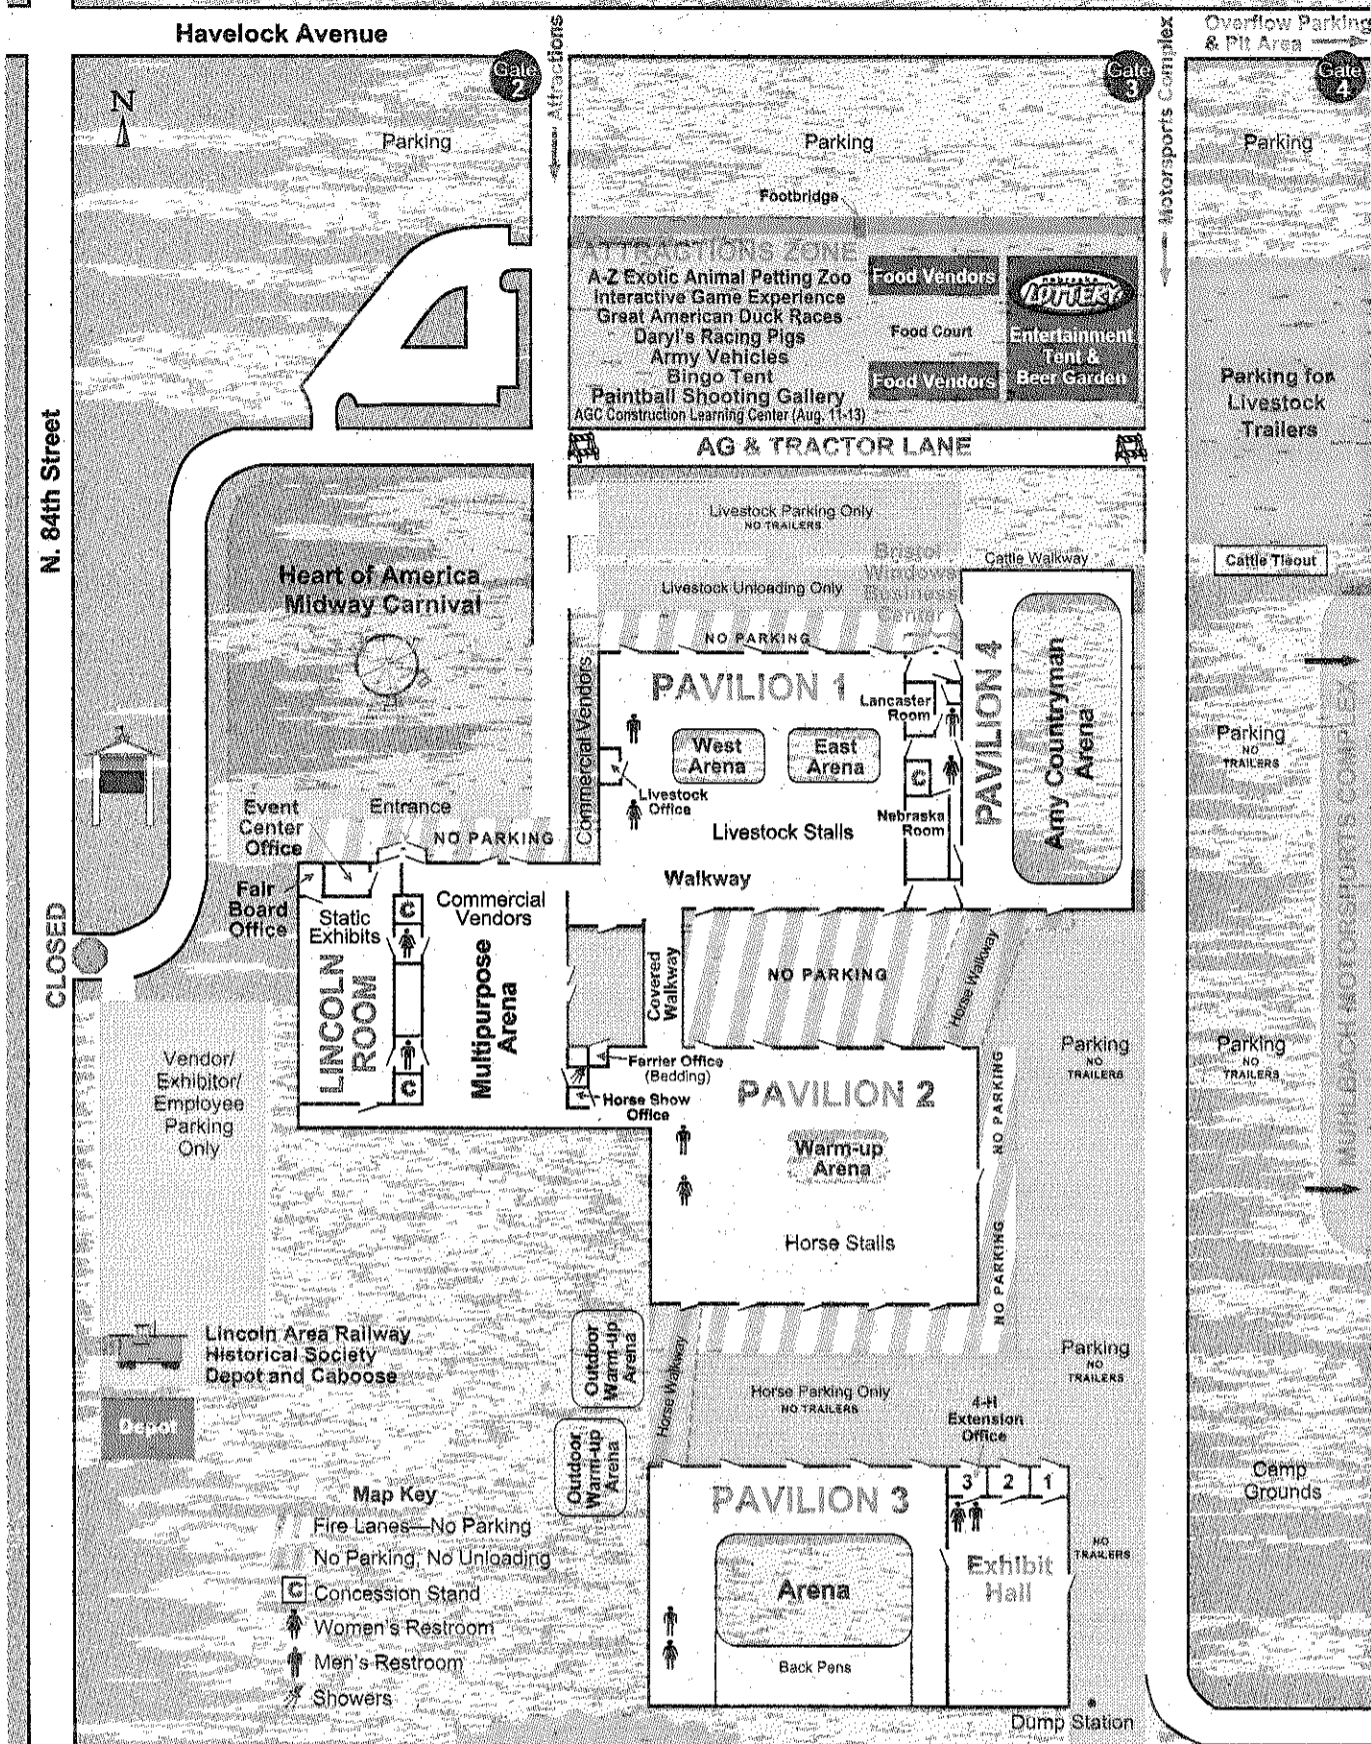 Havelock Avenue
Attractions
Motorsports Complex
Overflow Parking
& Pit Area
Gate
2
Gate
3
Gate
4
N
Parking
Parking
Parking
Footbridge
ATTRACTIONS ZONE
A-Z Exotic Animal Petting Zoo
Interactive Game Experience
Great American Duck Races
Daryl's Racing Pigs
Army Vehicles
Bingo Tent
Paintball Shooting Gallery
AGC Construction Learning Center (Aug. 11-13)
Food Vendors
Food Court
Food Vendors
LOTTERY
Entertainment
Tent &
Beer Garden
Parking for
Livestock
Trailers
AG & TRACTOR LANE
N. 84th Street
Livestock Parking Only
NO TRAILERS
Livestock Unloading Only
Bristol
Windows
Business
Center
Cattle Walkway
Cattle Tieout
Heart of America
Midway Carnival
NO PARKING
Commercial Vendors
PAVILION 1
Lancaster
Room
West
Arena
East
Arena
C
Livestock
Office
Livestock Stalls
Nebraska
Room
Walkway
PAVILION 4
Amy Countryman
Arena
Parking
NO
TRAILERS
MOTORSPORTS COMPLEX
Event
Center
Office
Entrance
NO PARKING
Fair
Board
Office
Static
Exhibits
C
Commercial
Vendors
CLOSED
LINCOLN
ROOM
Multipurpose
Arena
C
Covered
Walkway
NO PARKING
Horse Walkway
Vendor/
Exhibitor/
Employee
Parking
Only
Farrier Office
(Bedding)
Horse Show
Office
PAVILION 2
Warm-up
Arena
Horse Stalls
NO PARKING
NO PARKING
Parking
NO
TRAILERS
Parking
NO
TRAILERS
Lincoln Area Railway
Historical Society
Depot and Caboose
Depot
Outdoor
Warm-up
Arena
Outdoor
Warm-up
Arena
Horse Walkway
Horse Parking Only
NO TRAILERS
4-H
Extension
Office
Parking
NO
TRAILERS
PAVILION 3
3
2
1
Arena
Back Pens
Exhibit
Hall
NO
TRAILERS
Camp
Grounds
Dump Station
Map Key
Fire Lanes—No Parking
No Parking, No Unloading
C
Concession Stand
Women's Restroom
Men's Restroom
Showers